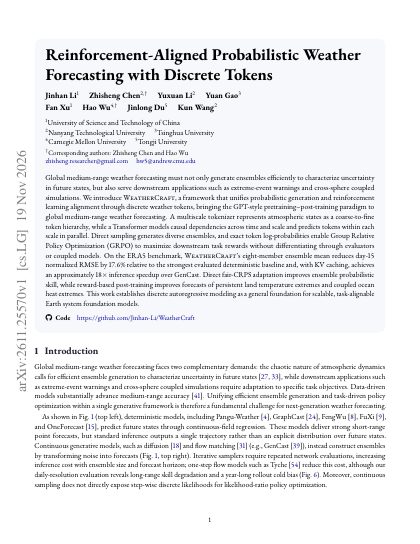 Reinforcement-Aligned Probabilistic Weather
Forecasting with Discrete Tokens
Jinhan Li1 Zhisheng Chen2,† Yuxuan Li2 Yuan Gao3
Fan Xu1 Hao Wu4,† Jinlong Du5 Kun Wang2
1University of Science and Technology of China
2Nanyang Technological University 3Tsinghua University
4Carnegie Mellon University 5Tongji University
†Corresponding authors: Zhisheng Chen and Hao Wu
zhisheng.researcher@gmail.com hw5@andrew.cmu.edu
Global medium-range weather forecasting must not only generate ensembles efficiently to characterize uncertainty
in future states, but also serve downstream applications such as extreme-event warnings and cross-sphere coupled
simulations. We introduce WEATHERCRAFT, a framework that unifies probabilistic generation and reinforcement
learning alignment through discrete weather tokens, bringing the GPT-style pretraining–post-training paradigm to
global medium-range weather forecasting. A multiscale tokenizer represents atmospheric states as a coarse-to-fine
token hierarchy, while a Transformer models causal dependencies across time and scale and predicts tokens within each
scale in parallel. Direct sampling generates diverse ensembles, and exact token log-probabilities enable Group Relative
Policy Optimization (GRPO) to maximize downstream task rewards without differentiating through evaluators
or coupled models. On the ERA5 benchmark, WEATHERCRAFT's eight-member ensemble mean reduces day-15
normalized RMSE by 17.6% relative to the strongest evaluated deterministic baseline and, with KV caching, achieves
an approximately 18× inference speedup over GenCast. Direct fair-CRPS adaptation improves ensemble probabilistic
skill, while reward-based post-training improves forecasts of persistent land temperature extremes and coupled ocean
heat extremes. This work establishes discrete autoregressive modeling as a general foundation for scalable, task-alignable
Earth system foundation models.
Code https://github.com/Jinhan-Li/WeatherCraft
1 Introduction
Global medium-range weather forecasting faces two complementary demands: the chaotic nature of atmospheric dynamics
calls for efficient ensemble generation to characterize uncertainty in future states [27, 33], while downstream applications such
as extreme-event warnings and cross-sphere coupled simulations require adaptation to specific task objectives. Data-driven
models substantially advance medium-range accuracy [41]. Unifying efficient ensemble generation and task-driven policy
optimization within a single generative framework is therefore a fundamental challenge for next-generation weather forecasting.
As shown in Fig. 1 (top left), deterministic models, including Pangu-Weather [4], GraphCast [24], FengWu [8], FuXi [9],
and OneForecast [15], predict future states through continuous-field regression. These models deliver strong short-range
point forecasts, but standard inference outputs a single trajectory rather than an explicit distribution over future states.
Continuous generative models, such as diffusion [18] and flow matching [31] (e.g., GenCast [39]), instead construct ensembles
by transforming noise into forecasts (Fig. 1, top right). Iterative samplers require repeated network evaluations, increasing
inference cost with ensemble size and forecast horizon; one-step flow models such as Tyche [54] reduce this cost, although our
daily-resolution evaluation reveals long-range skill degradation and a year-long rollout cold bias (Fig. 6). Moreover, continuous
sampling does not directly expose step-wise discrete likelihoods for likelihood-ratio policy optimization.
1
arXiv:2611.25570v1 [cs.LG] 19 Nov 2026